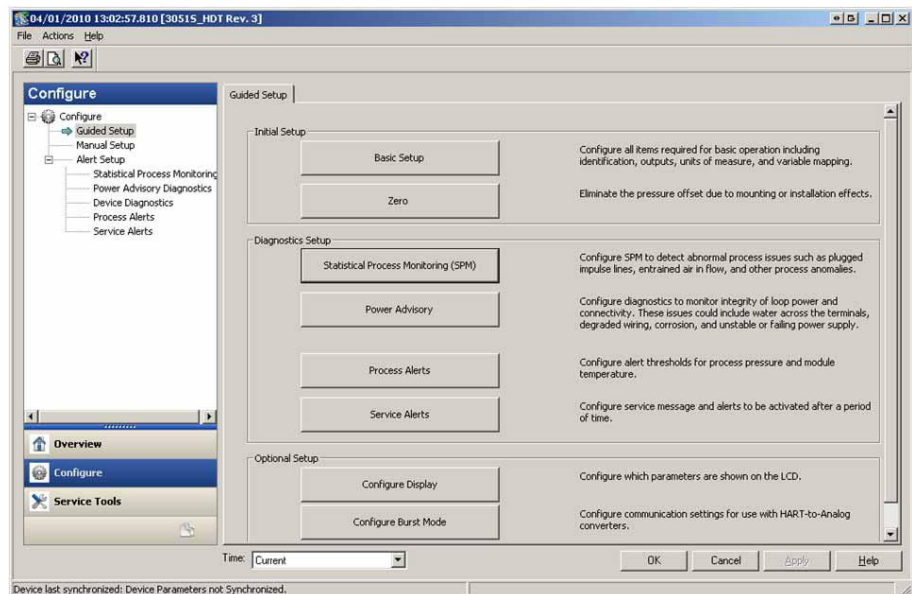 04/01/2010 13:02:57.810 [3051S_HDT Rev. 3]
File Actions Help
Configure
Configure
Guided Setup
Manual Setup
Alert Setup
Statistical Process Monitoring
Power Advisory Diagnostics
Device Diagnostics
Process Alerts
Service Alerts
Overview
Configure
Service Tools
Guided Setup
Initial Setup
Basic Setup
Configure all items required for basic operation including
identification, outputs, units of measure, and variable mapping.
Zero
Eliminate the pressure offset due to mounting or installation effects.
Diagnostics Setup
Statistical Process Monitoring (SPM)
Configure SPM to detect abnormal process issues such as plugged
impulse lines, entrained air in flow, and other process anomalies.
Power Advisory
Configure diagnostics to monitor integrity of loop power and
connectivity. These issues could include water across the terminals,
degraded wiring, corrosion, and unstable or failing power supply.
Process Alerts
Configure alert thresholds for process pressure and module
temperature.
Service Alerts
Configure service message and alerts to be activated after a period
of time.
Optional Setup
Configure Display
Configure which parameters are shown on the LCD.
Configure Burst Mode
Configure communication settings for use with HART-to-Analog
converters.
Time: Current
OK Cancel Apply Help
Device last synchronized: Device Parameters not Synchronized.